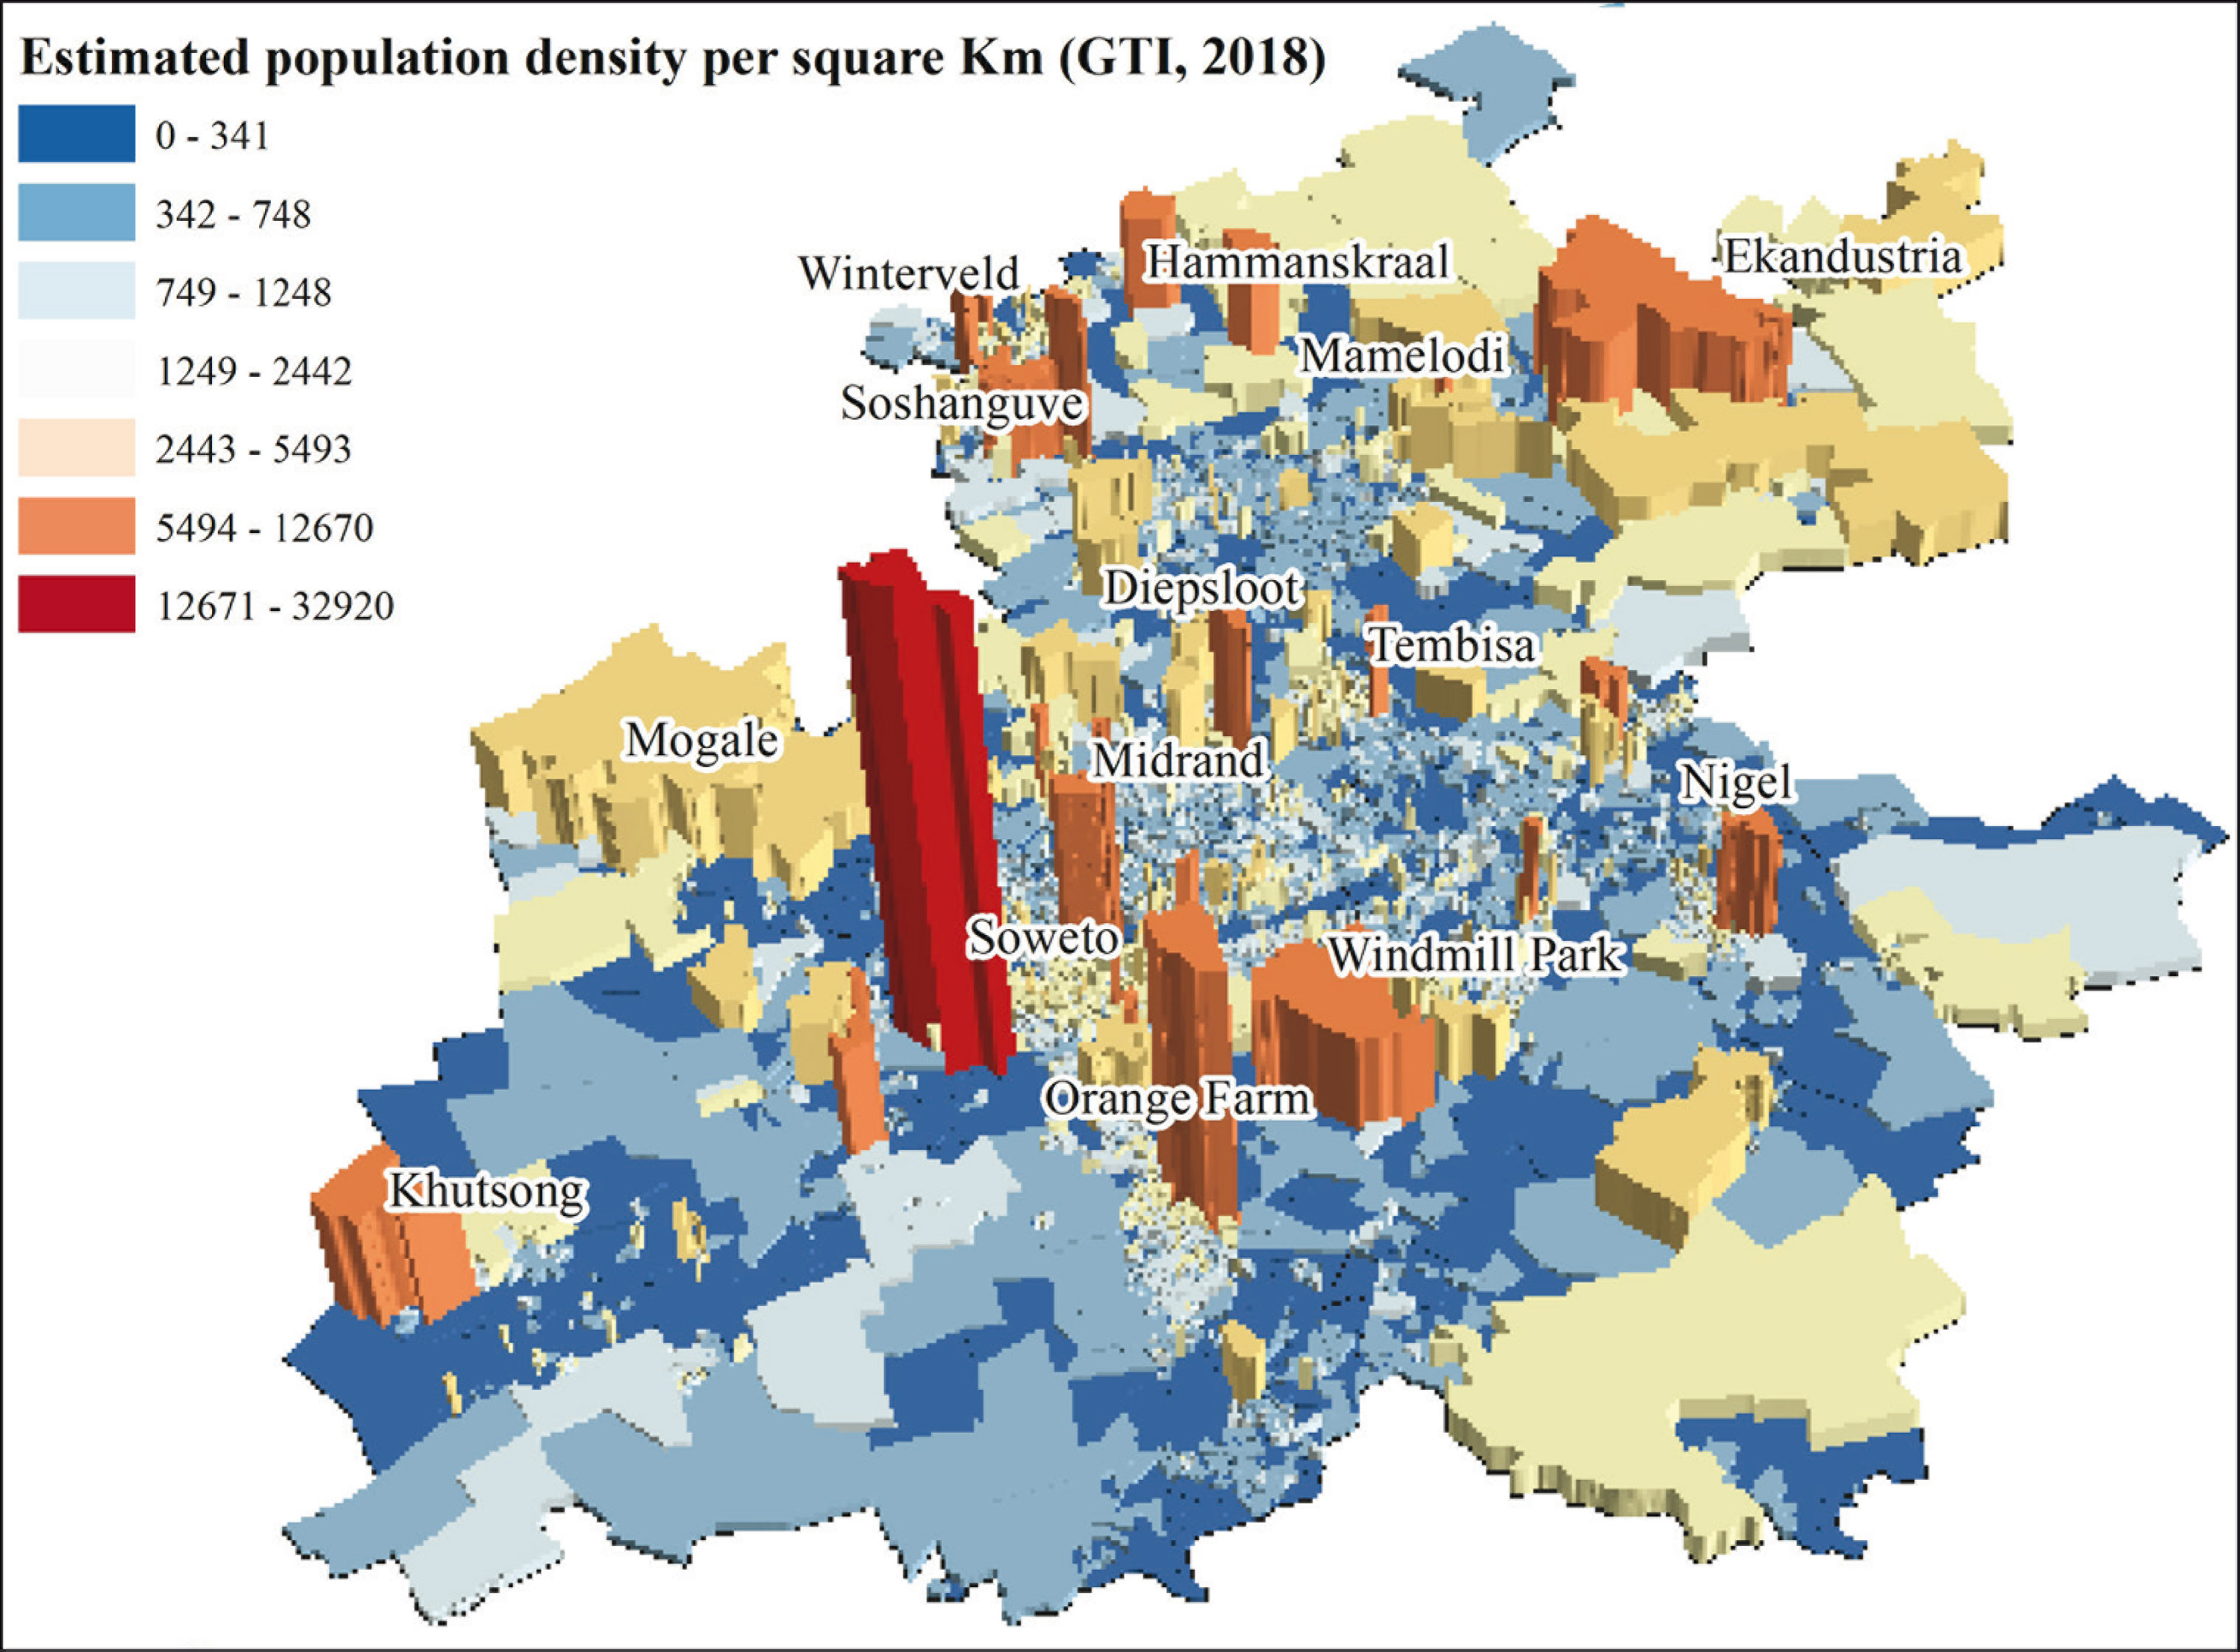 Estimated population density per square Km (GTI, 2018)
0 - 341
342 - 748
749 - 1248
1249 - 2442
2443 - 5493
5494 - 12670
12671 - 32920
Winterveld
Hammanskraal
Ekandustria
Mamelodi
Soshanguve
Diepsloot
Tembisa
Mogale
Midrand
Nigel
Soweto
Windmill Park
Orange Farm
Khutsong